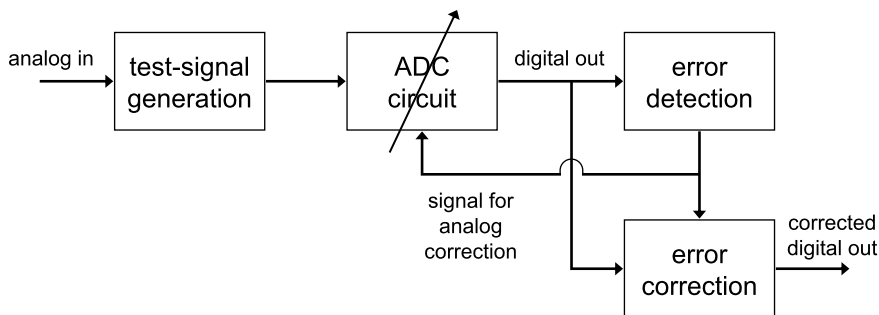 analog in
test-signal
generation
ADC
circuit
digital out
error
detection
signal for
analog
correction
error
correction
corrected
digital out